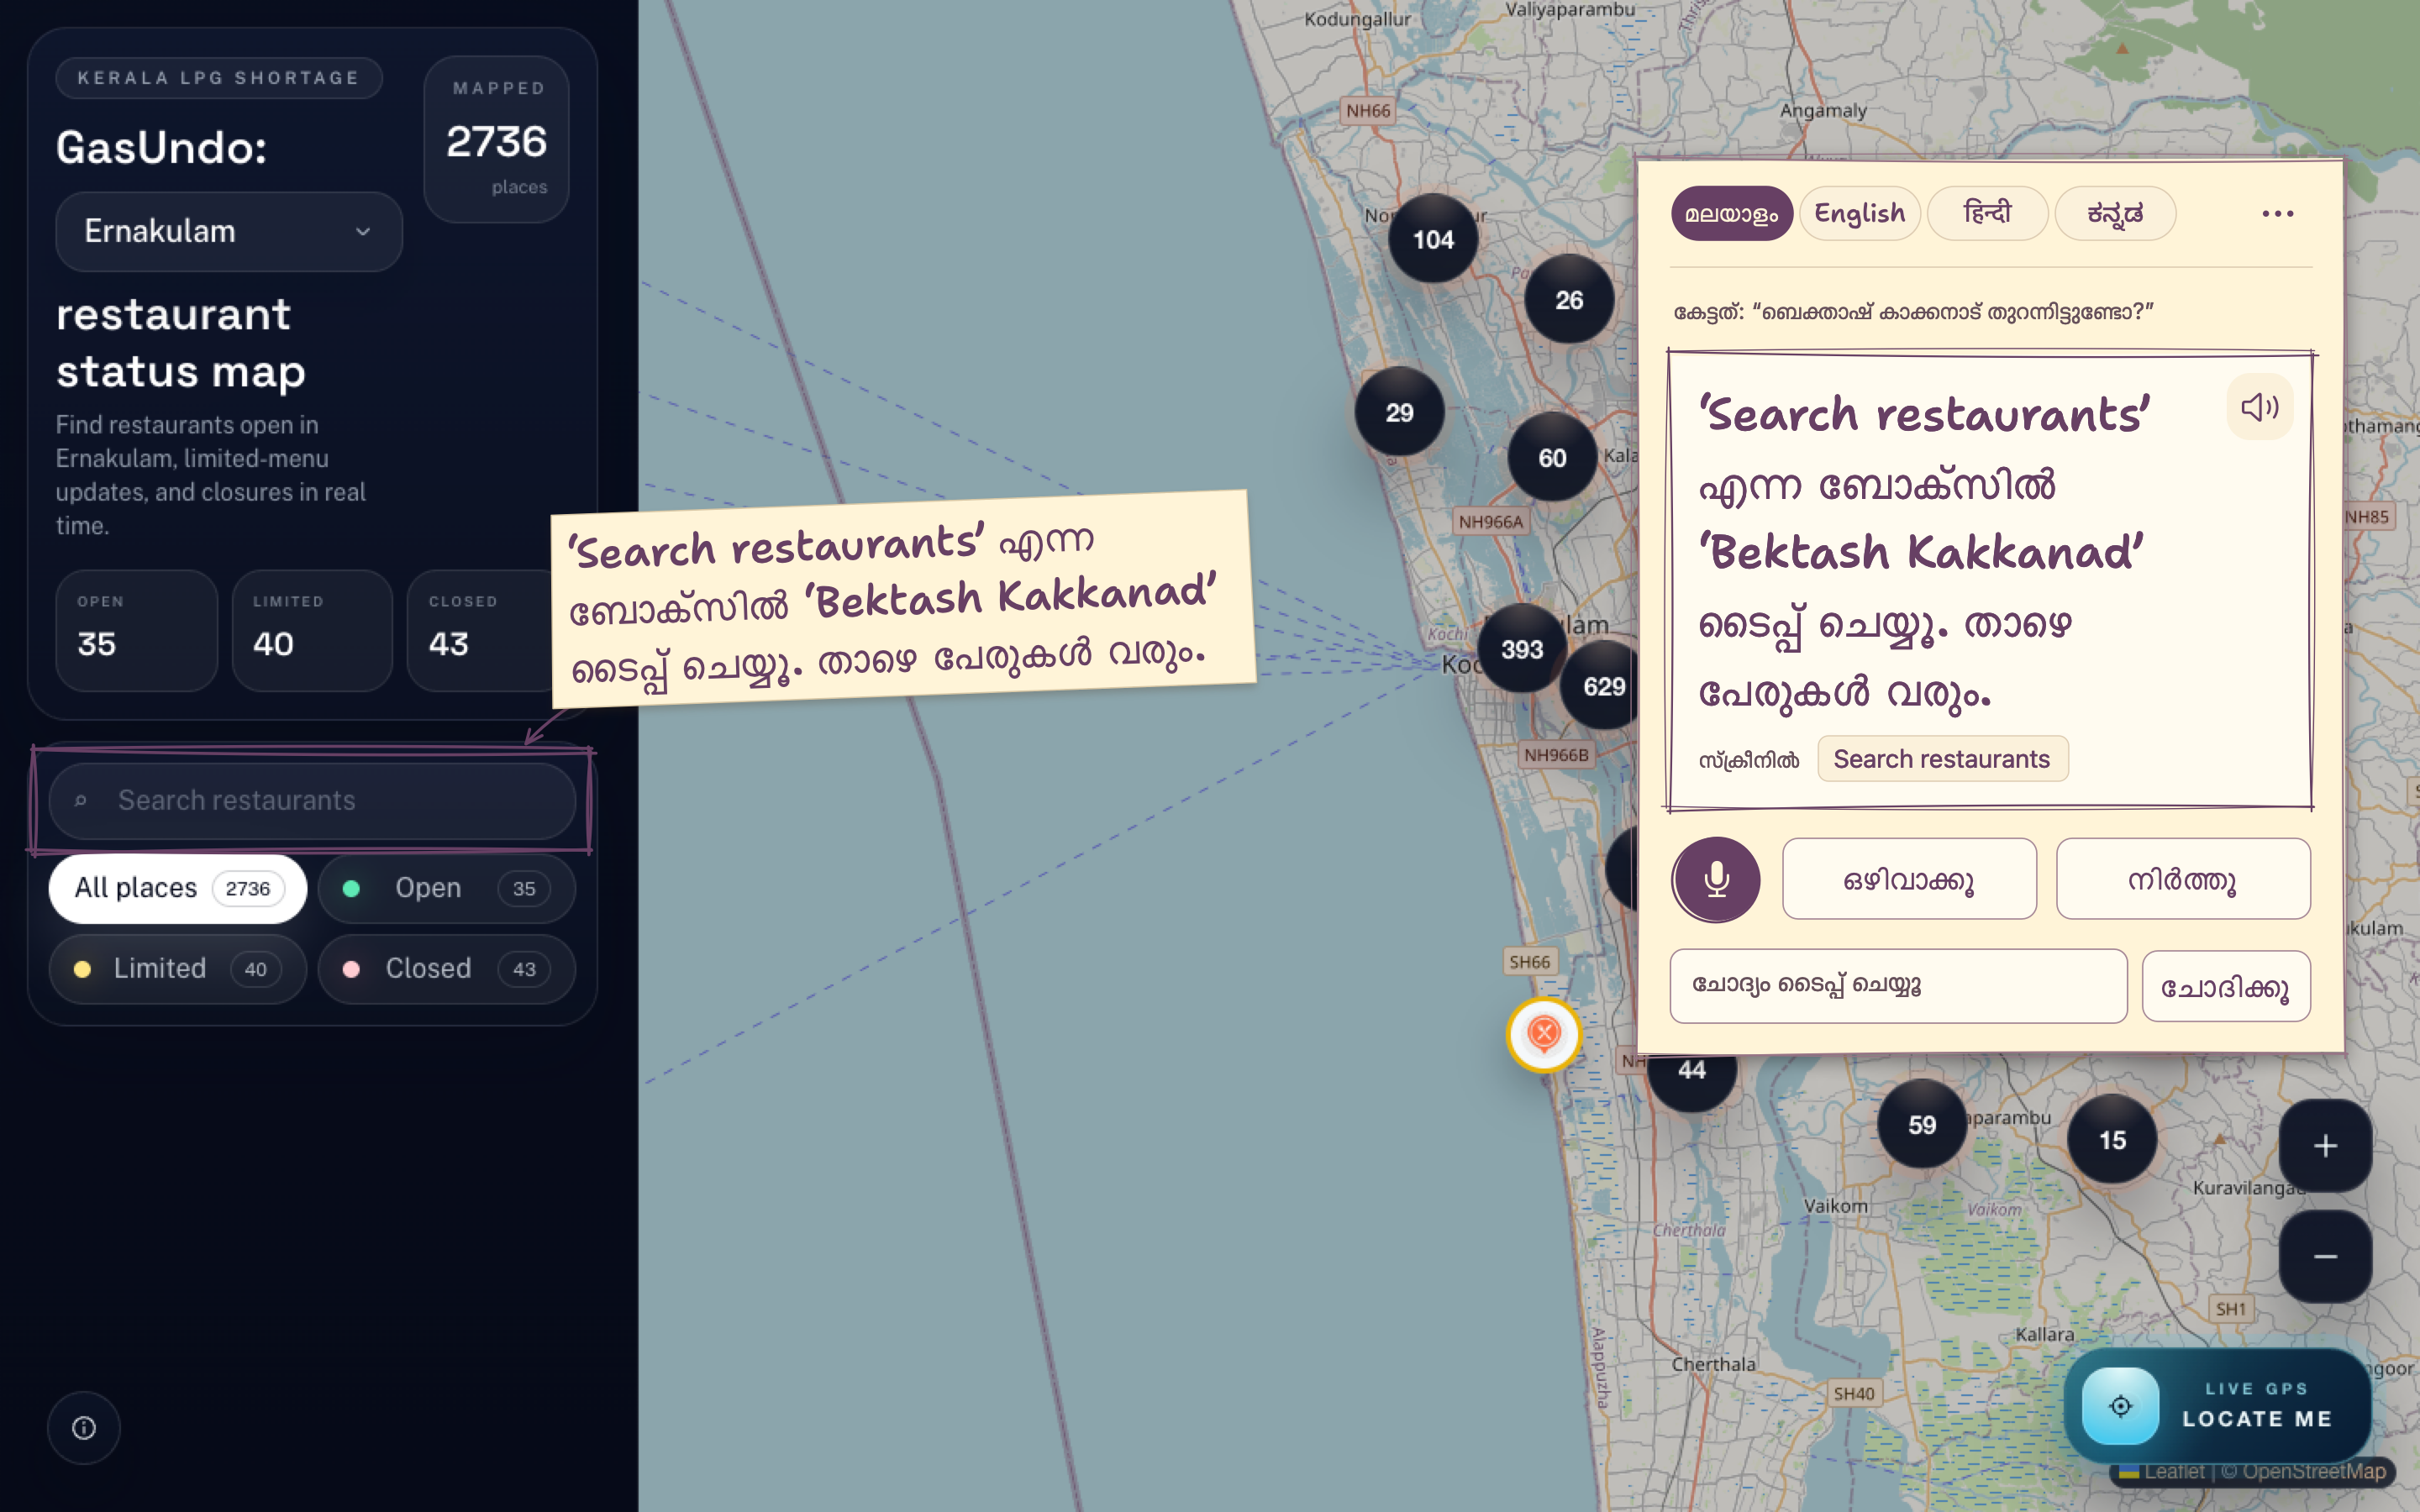 KERALA LPG SHORTAGE
GasUndo:
Ernakulam
MAPPED
2736
places
restaurant
status map
Find restaurants open in
Ernakulam, limited-menu
updates, and closures in real
time.
OPEN
35
LIMITED
40
CLOSED
43
‘Search restaurants’ എന്ന
ബോക്സിൽ ‘Bektash Kakkanad’
ടൈപ്പ് ചെയ്യൂ. താഴെ പേരുകൾ വരും.
Search restaurants
All places 2736
Open 35
Limited 40
Closed 43
Kodungallur
Valiyaparambu
NH66
Angamaly
104
26
29
60
NH966A
Kochi
393
629
NH966B
SH66
44
59
15
Vaikom
Vaikom
Cherthala
Cherthala
Alappuzha
Kallara
SH1
SH40
NH85
മലയാളം
English
हिन्दी
ಕನ್ನಡ
...
കേട്ടത്: “ബെക്താഷ് കാക്കനാട് തുറന്നിട്ടുണ്ടോ?”
‘Search restaurants’
എന്ന ബോക്സിൽ
‘Bektash Kakkanad’
ടൈപ്പ് ചെയ്യൂ. താഴെ
പേരുകൾ വരും.
സ്ക്രീനിൽ Search restaurants
ഒഴിവാക്കൂ
നിർത്തൂ
ചോദ്യം ടൈപ്പ് ചെയ്യൂ
ചോദിക്കൂ
+
−
LIVE GPS
LOCATE ME
Leaflet | © OpenStreetMap